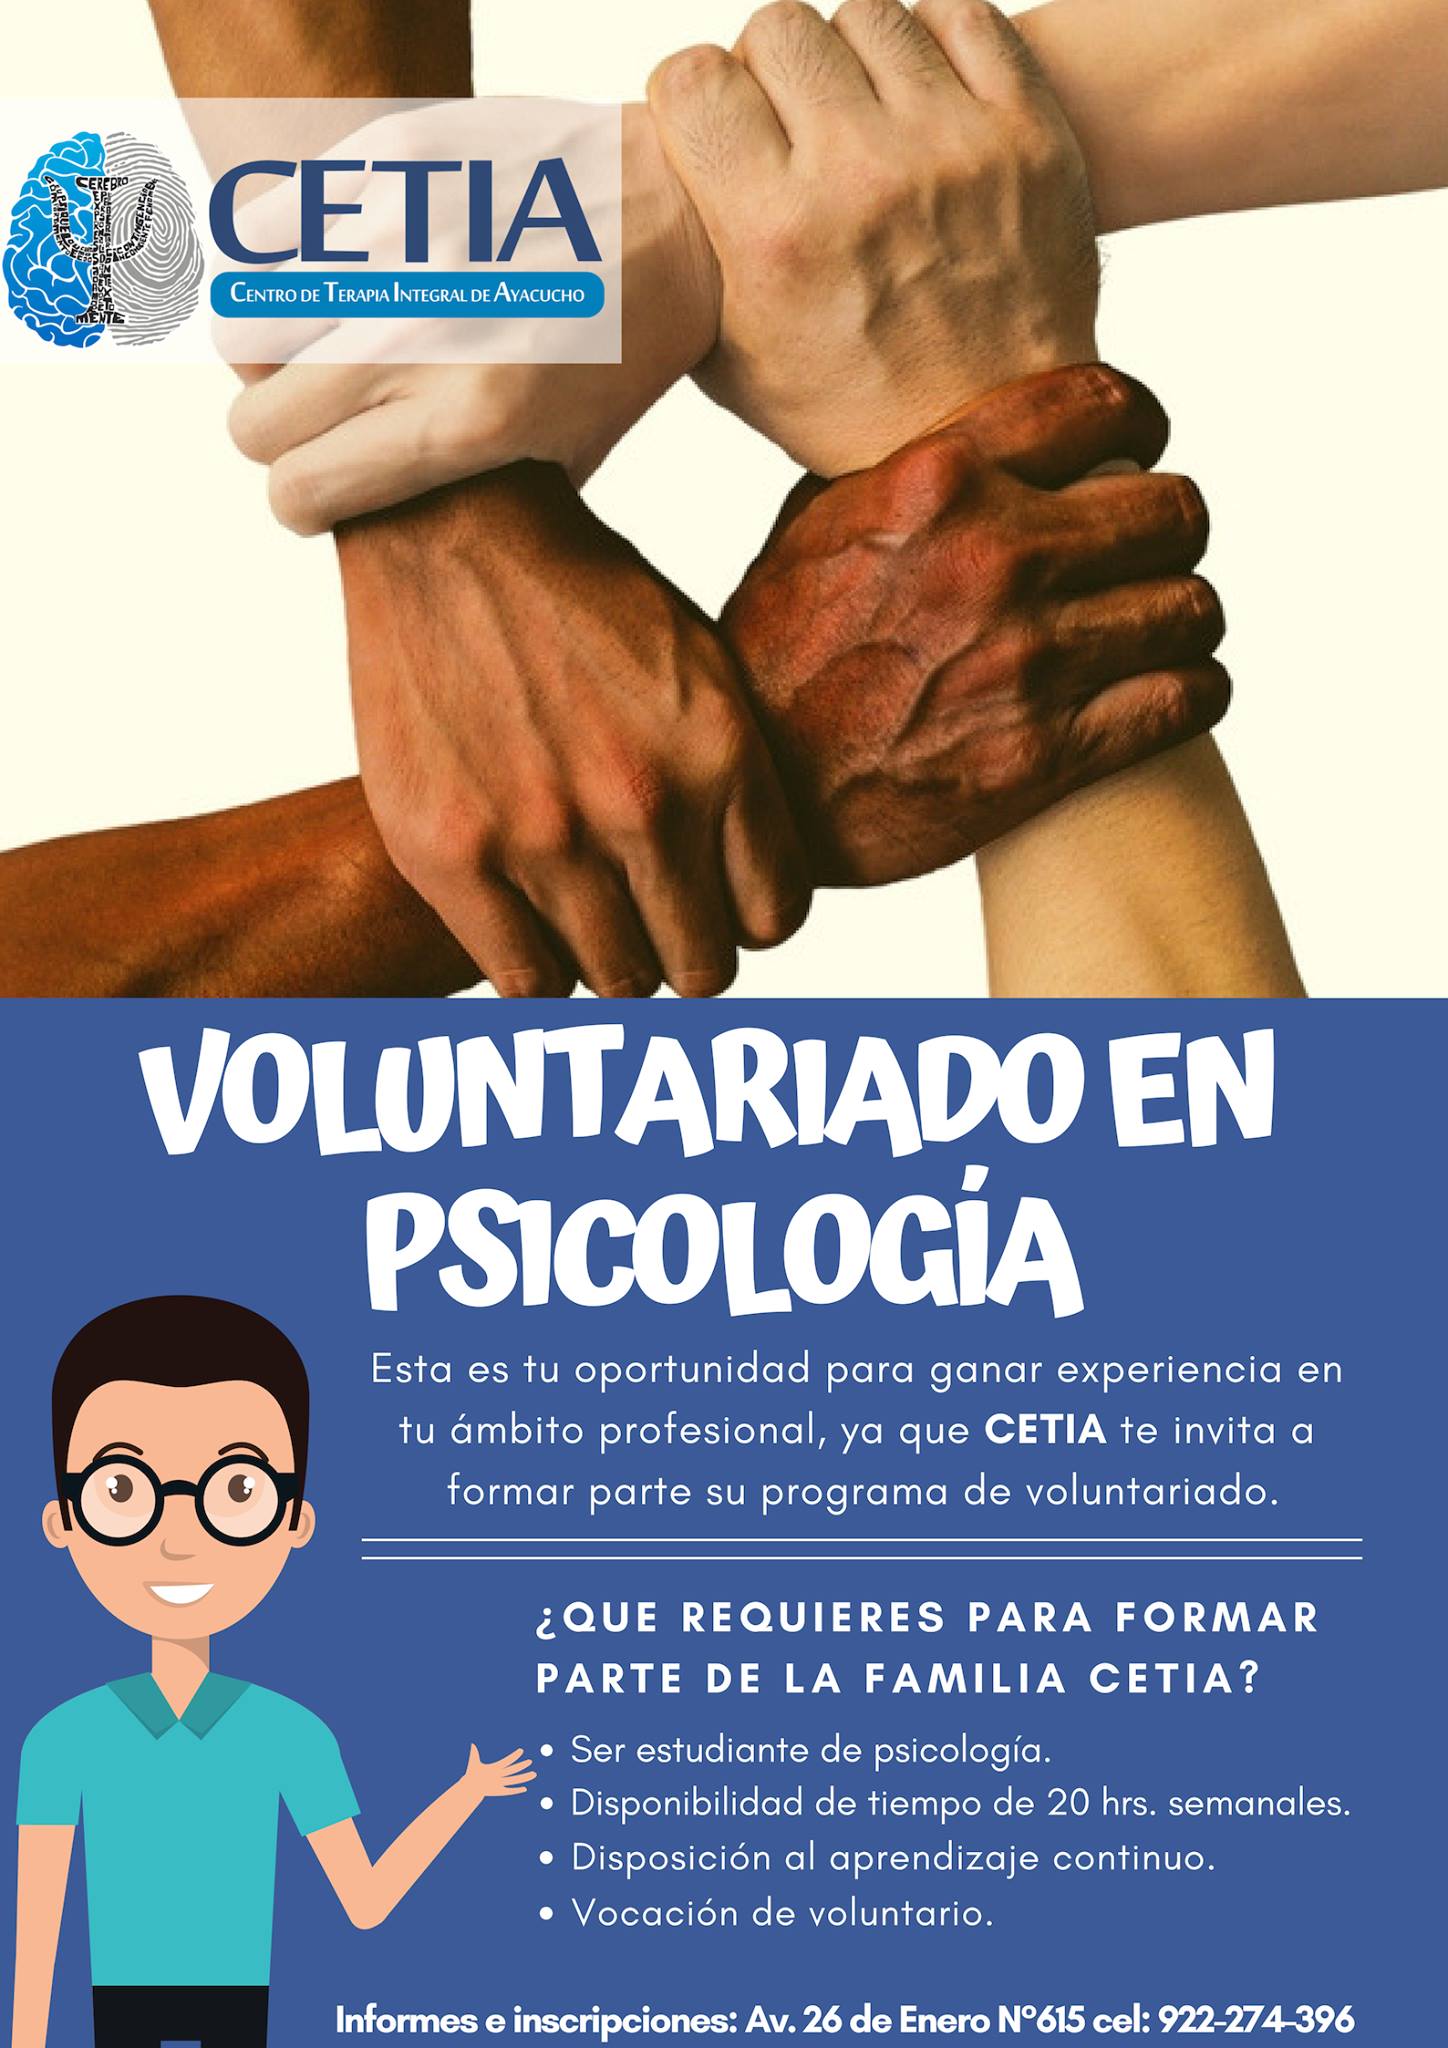 CEREBRO
MENTE
CETIA
CENTRO DE TERAPIA INTEGRAL DE AYACUCHO
VOLUNTARIADO EN
PSICOLOGÍA
Esta es tu oportunidad para ganar experiencia en
tu ámbito profesional, ya que CETIA te invita a
formar parte su programa de voluntariado.
¿QUE REQUIERES PARA FORMAR
PARTE DE LA FAMILIA CETIA?
• Ser estudiante de psicología.
• Disponibilidad de tiempo de 20 hrs. semanales.
• Disposición al aprendizaje continuo.
• Vocación de voluntario.
Informes e inscripciones: Av. 26 de Enero N°615 cel: 922-274-396